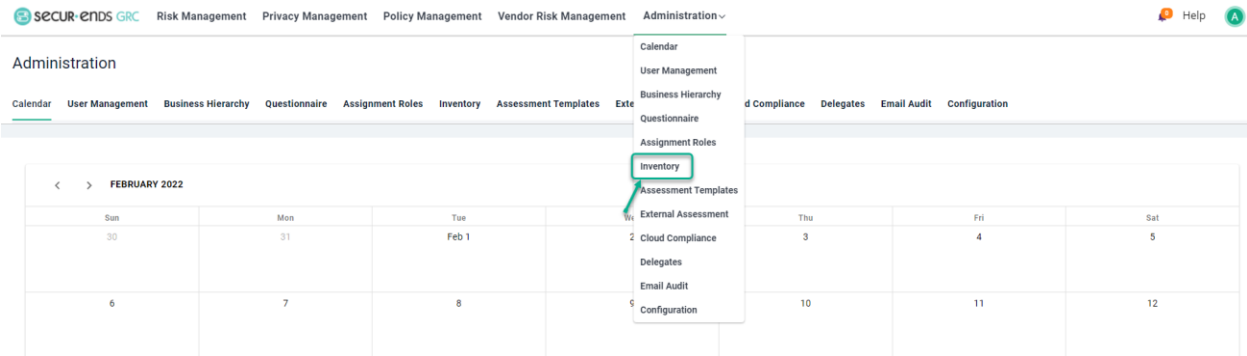 SECUR-ENDS GRC Risk Management Privacy Management Policy Management Vendor Risk Management Administration Help A
Administration
Calendar User Management Business Hierarchy Questionnaire Assignment Roles Inventory Assessment Templates Exte d Compliance Delegates Email Audit Configuration
Calendar
User Management
Business Hierarchy
Questionnaire
Assignment Roles
Inventory
Assessment Templates
External Assessment
Cloud Compliance
Delegates
Email Audit
Configuration
FEBRUARY 2022
Sun Mon Tue We Thu Fri Sat
30 31 Feb 1 2 3 4 5
6 7 8 9 10 11 12